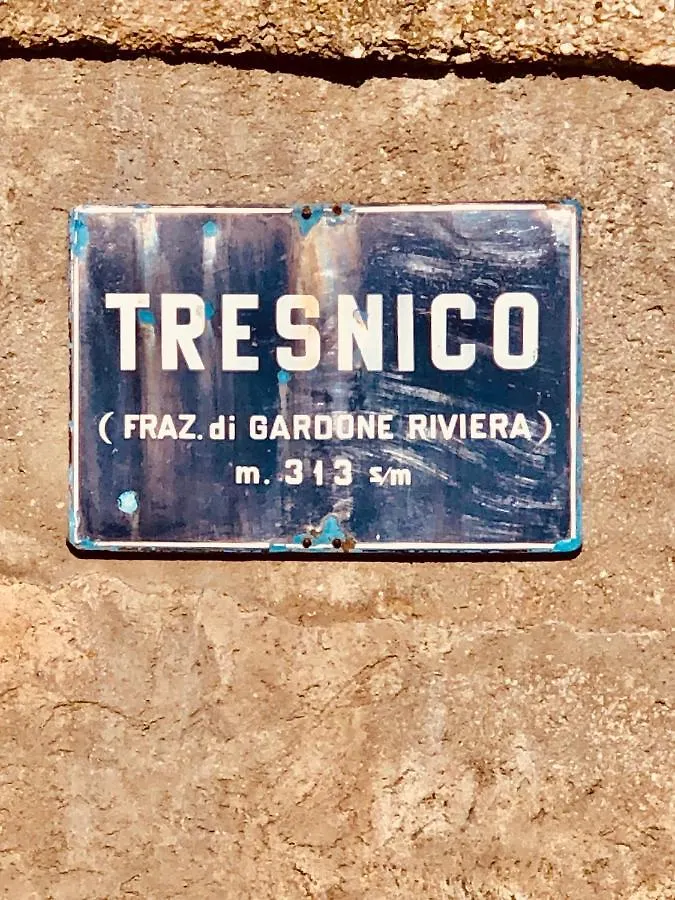 TRESNICO
( FRAZ. di GARDONE RIVIERA )
m. 313 s/m